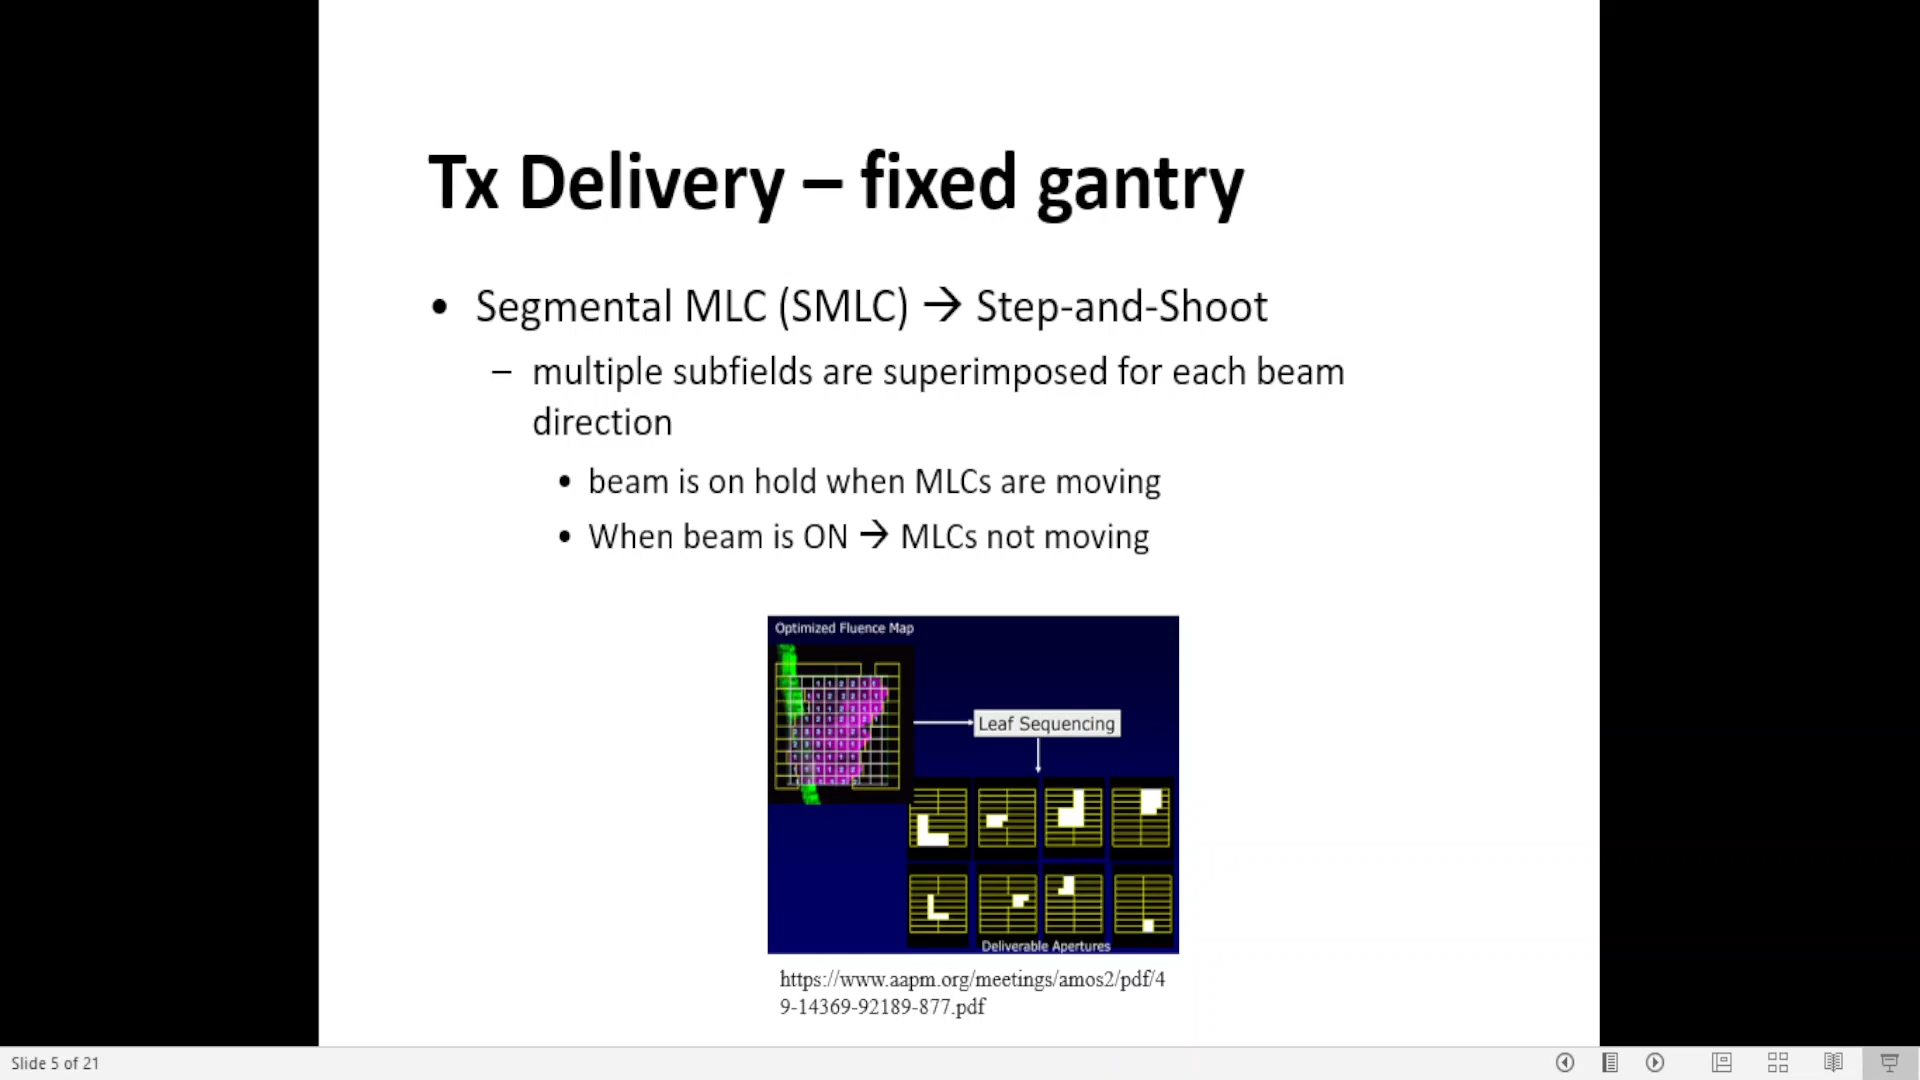 Tx Delivery – fixed gantry
• Segmental MLC (SMLC) → Step-and-Shoot
– multiple subfields are superimposed for each beam
direction
• beam is on hold when MLCs are moving
• When beam is ON → MLCs not moving
Optimized Fluence Map
Leaf Sequencing
Deliverable Apertures
https://www.aapm.org/meetings/amos2/pdf/4
9-14369-92189-877.pdf
Slide 5 of 21